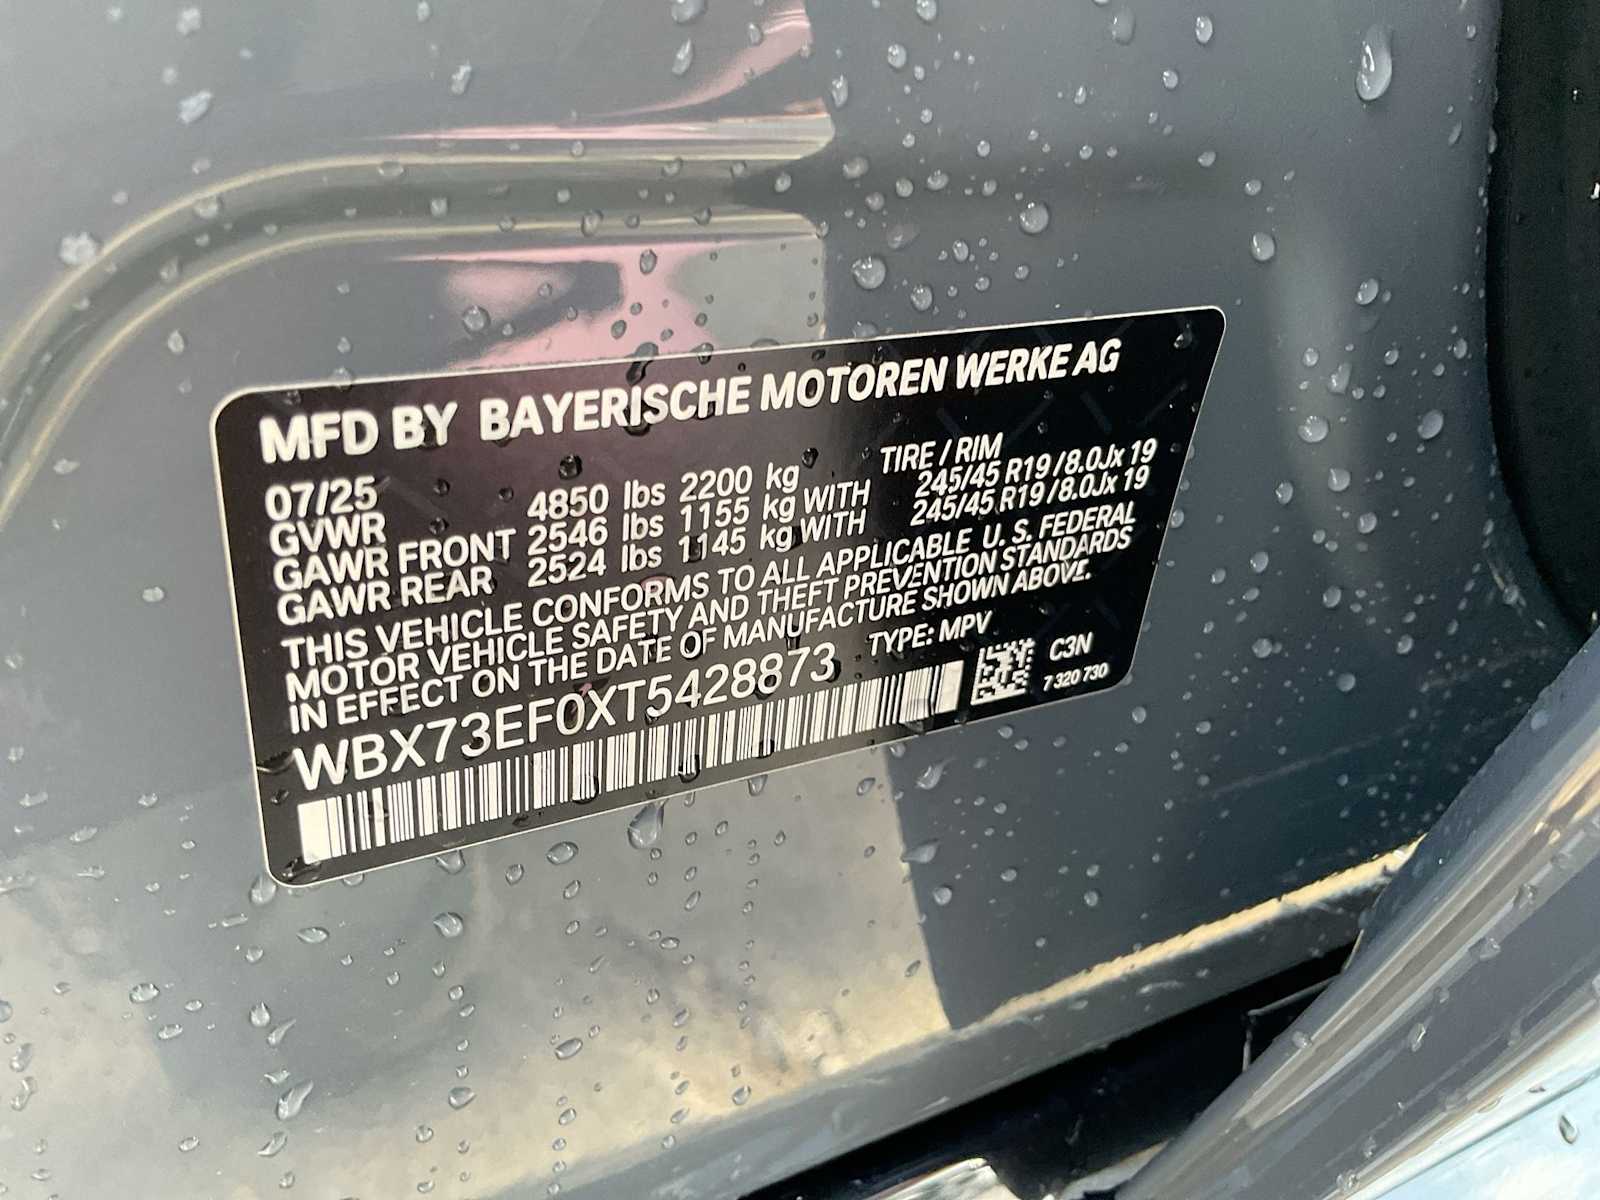 MFD BY BAYERISCHE MOTOREN WERKE AG
07/25 TIRE / RIM
GVWR 4850 lbs 2200 kg
GAWR FRONT 2546 lbs 1155 kg WITH 245/45 R19 / 8.0Jx 19
GAWR REAR 2524 lbs 1145 kg WITH 245/45 R19 / 8.0Jx 19
THIS VEHICLE CONFORMS TO ALL APPLICABLE U. S. FEDERAL
MOTOR VEHICLE SAFETY AND THEFT PREVENTION STANDARDS
IN EFFECT ON THE DATE OF MANUFACTURE SHOWN ABOVE.
WBX73EF0XT5428873 TYPE: MPV
C3N
7 320 730